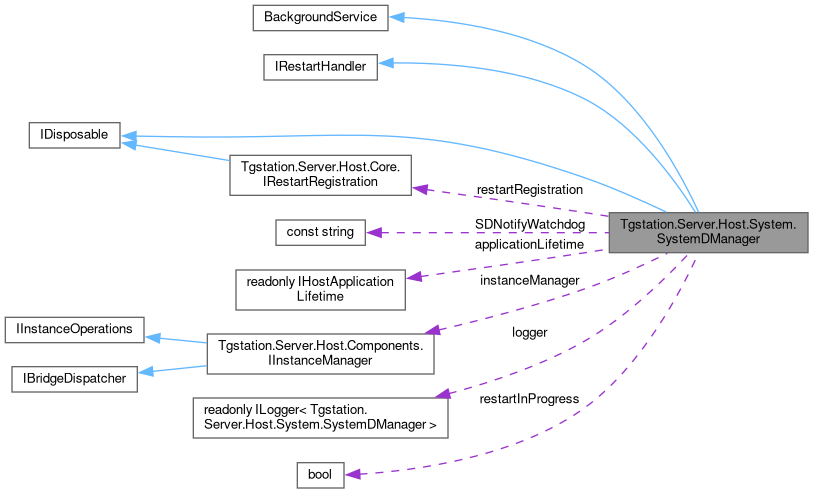 BackgroundService
IRestartHandler
IDisposable
Tgstation.Server.Host.Core.
IRestartRegistration
restartRegistration
Tgstation.Server.Host.System.
SystemDManager
const string
SDNotifyWatchdog
applicationLifetime
readonly IHostApplication
Lifetime
instanceManager
IInstanceOperations
Tgstation.Server.Host.Components.
IInstanceManager
logger
IBridgeDispatcher
restartInProgress
readonly ILogger< Tgstation.
Server.Host.System.SystemDManager >
bool